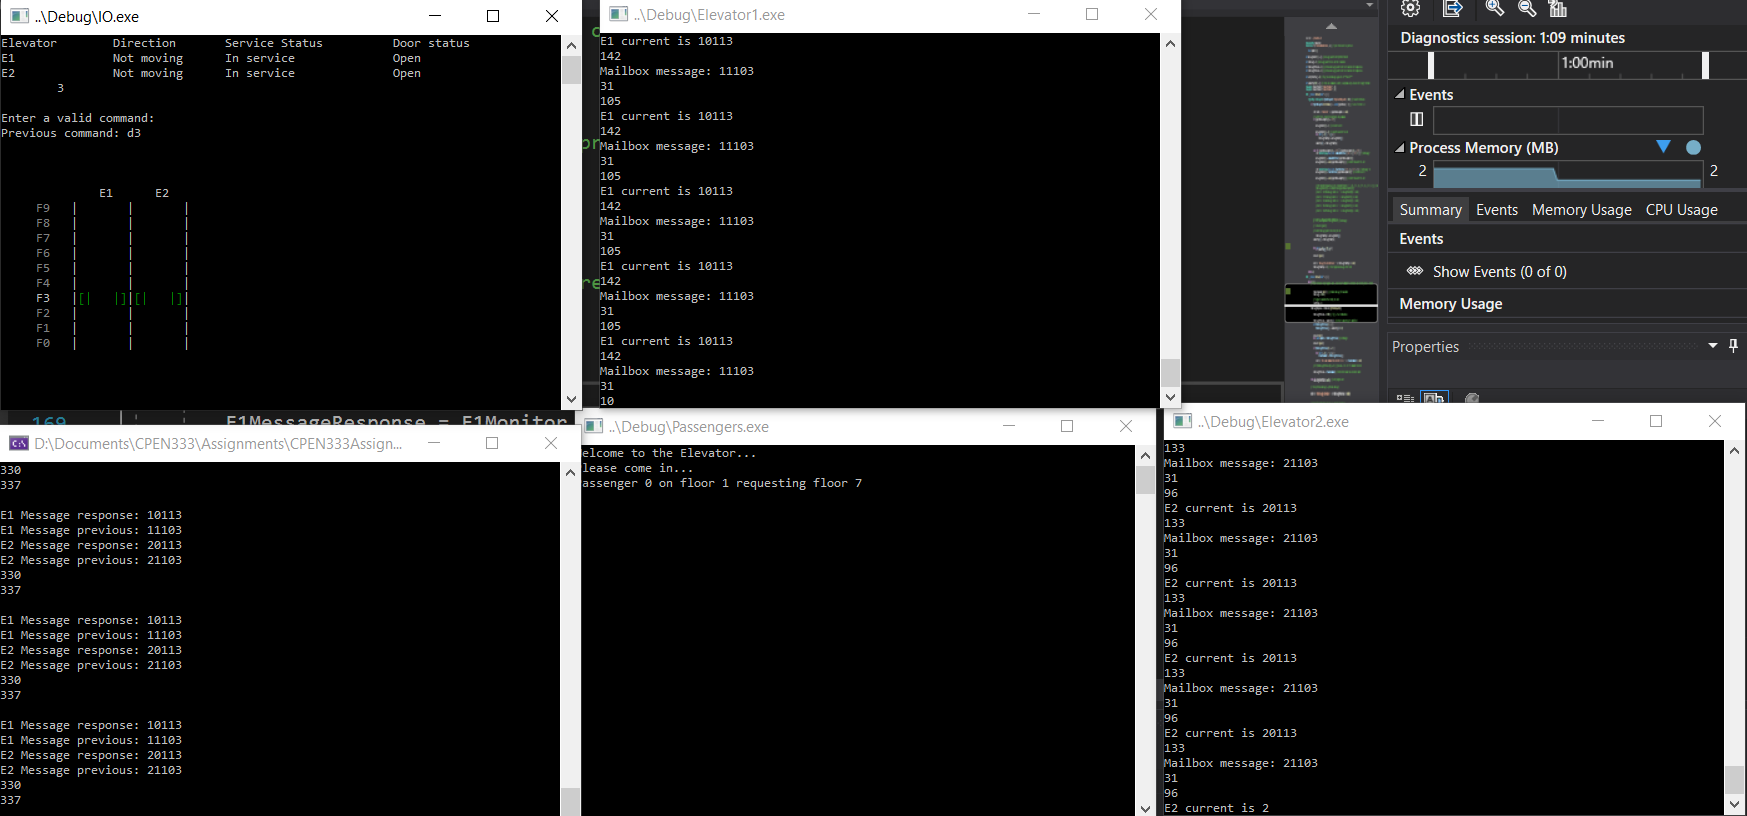 ..\Debug\IO.exe
Elevator Direction Service Status Door status
E1 Not moving In service Open
E2 Not moving In service Open
3
Enter a valid command:
Previous command: d3
E1 E2
F9 | | |
F8 | | |
F7 | | |
F6 | | |
F5 | | |
F4 | | |
F3 |[| |]|[| |]|
F2 | | |
F1 | | |
F0 | | |
..\Debug\Elevator1.exe
E1 current is 10113
142
Mailbox message: 11103
31
105
E1 current is 10113
142
Mailbox message: 11103
31
105
E1 current is 10113
142
Mailbox message: 11103
31
105
E1 current is 10113
142
Mailbox message: 11103
31
105
E1 current is 10113
142
Mailbox message: 11103
31
10
Diagnostics session: 1:09 minutes
1:00min
Events
Process Memory (MB)
2 2
Summary Events Memory Usage CPU Usage
Events
Show Events (0 of 0)
Memory Usage
Properties
169 E1MessageResponse = E1Monitor
D:\Documents\CPEN333\Assignments\CPEN333Assign...
330
337
E1 Message response: 10113
E1 Message previous: 11103
E2 Message response: 20113
E2 Message previous: 21103
330
337
E1 Message response: 10113
E1 Message previous: 11103
E2 Message response: 20113
E2 Message previous: 21103
330
337
E1 Message response: 10113
E1 Message previous: 11103
E2 Message response: 20113
E2 Message previous: 21103
330
337
..\Debug\Passengers.exe
elcome to the Elevator...
lease come in...
assenger 0 on floor 1 requesting floor 7
..\Debug\Elevator2.exe
133
Mailbox message: 21103
31
96
E2 current is 20113
133
Mailbox message: 21103
31
96
E2 current is 20113
133
Mailbox message: 21103
31
96
E2 current is 20113
133
Mailbox message: 21103
31
96
E2 current is 20113
133
Mailbox message: 21103
31
96
E2 current is 2